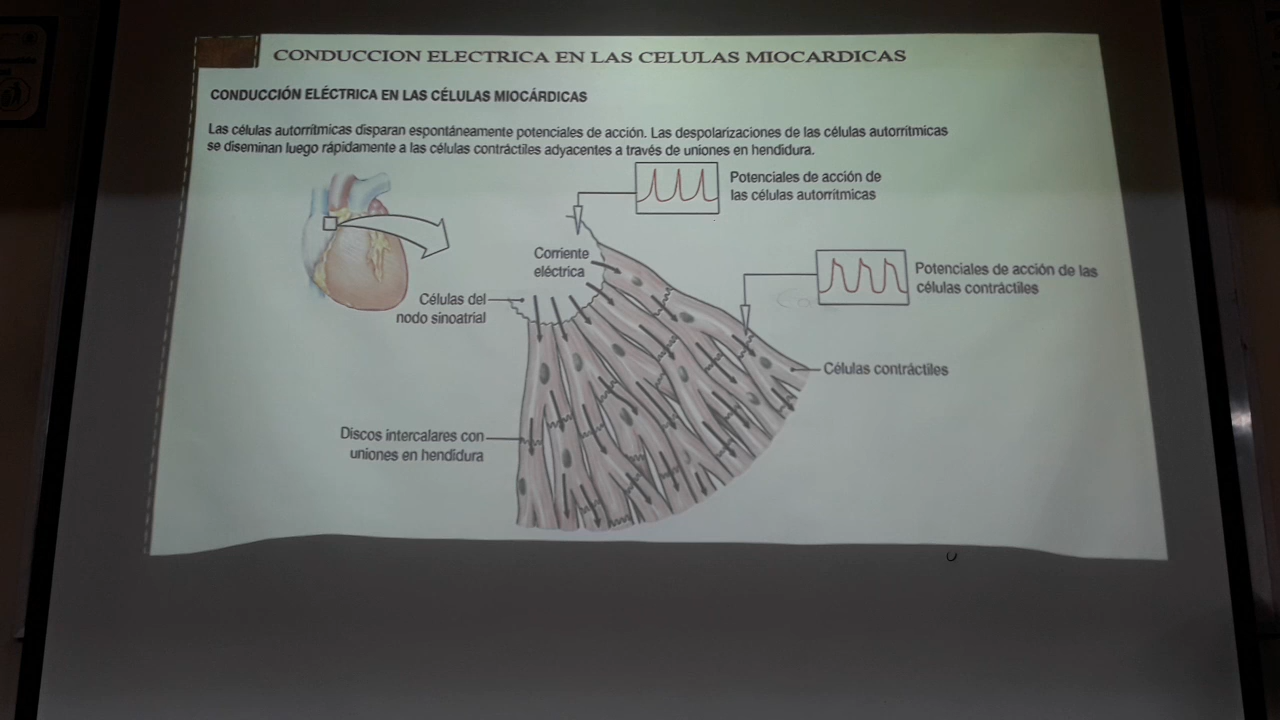 CONDUCCION ELECTRICA EN LAS CELULAS MIOCARDICAS
CONDUCCIÓN ELÉCTRICA EN LAS CÉLULAS MIOCÁRDICAS
Las células autorrítmicas disparan espontáneamente potenciales de acción. Las despolarizaciones de las células autorrítmicas
se diseminan luego rápidamente a las células contráctiles adyacentes a través de uniones en hendidura.
Potenciales de acción de
las células autorrítmicas
Corriente
eléctrica
Potenciales de acción de las
células contráctiles
Células del
nodo sinoatrial
Células contráctiles
Discos intercalares con
uniones en hendidura